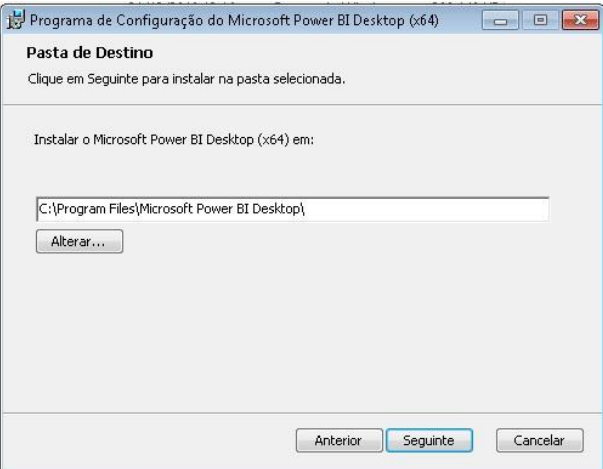 Programa de Configuração do Microsoft Power BI Desktop (x64)
Pasta de Destino
Clique em Seguinte para instalar na pasta selecionada.
Instalar o Microsoft Power BI Desktop (x64) em:
C:\Program Files\Microsoft Power BI Desktop\
Alterar...
Anterior Seguinte Cancelar